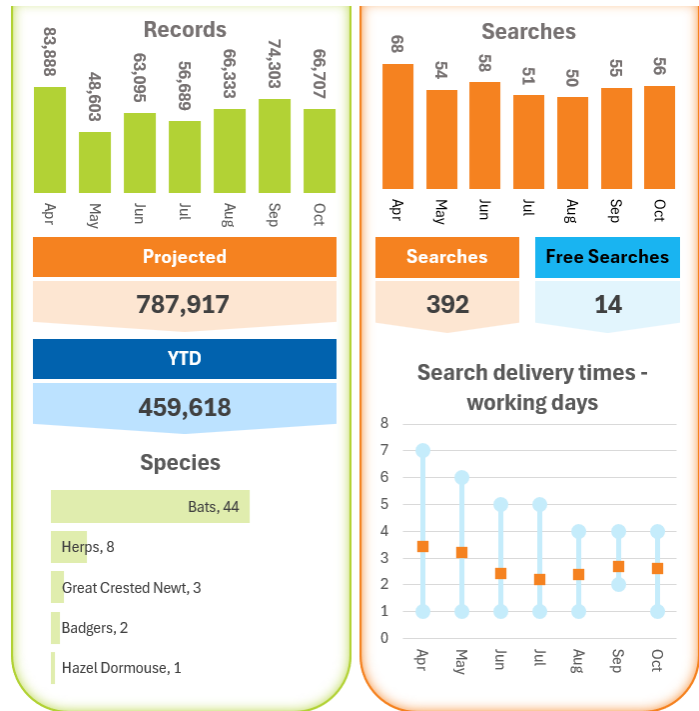 Records
83,888
48,603
63,095
56,689
66,333
74,303
66,707
Apr
May
Jun
Jul
Aug
Sep
Oct
Projected
787,917
YTD
459,618
Species
Bats, 44
Herps, 8
Great Crested Newt, 3
Badgers, 2
Hazel Dormouse, 1
Searches
68
54
58
51
50
55
56
Apr
May
Jun
Jul
Aug
Sep
Oct
Searches
392
Free Searches
14
Search delivery times -
working days
8
7
6
5
4
3
2
1
0
Apr
May
Jun
Jul
Aug
Sep
Oct